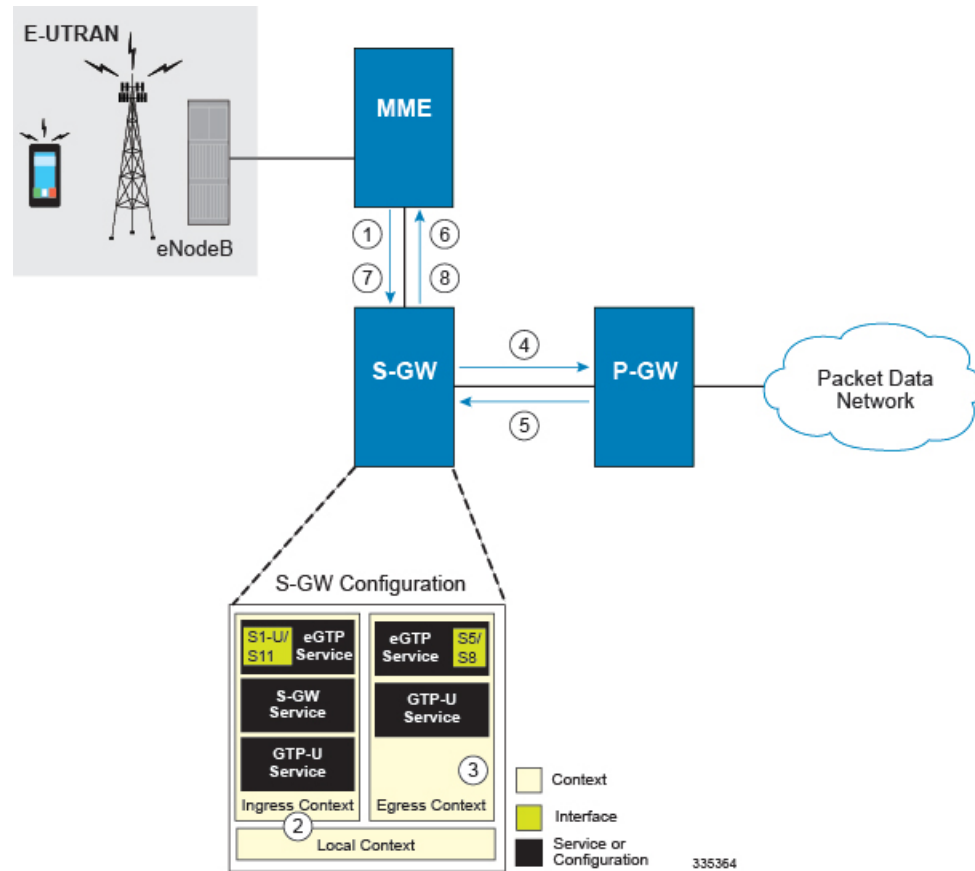 E-UTRAN
MME
eNodeB
1
6
7
8
S-GW
4
P-GW
5
Packet Data
Network
S-GW Configuration
S1-U/
S11
eGTP
Service
eGTP
Service
S5/
S8
S-GW
Service
GTP-U
Service
GTP-U
Service
3
Ingress Context
Egress Context
2
Local Context
Context
Interface
Service or
Configuration
335364